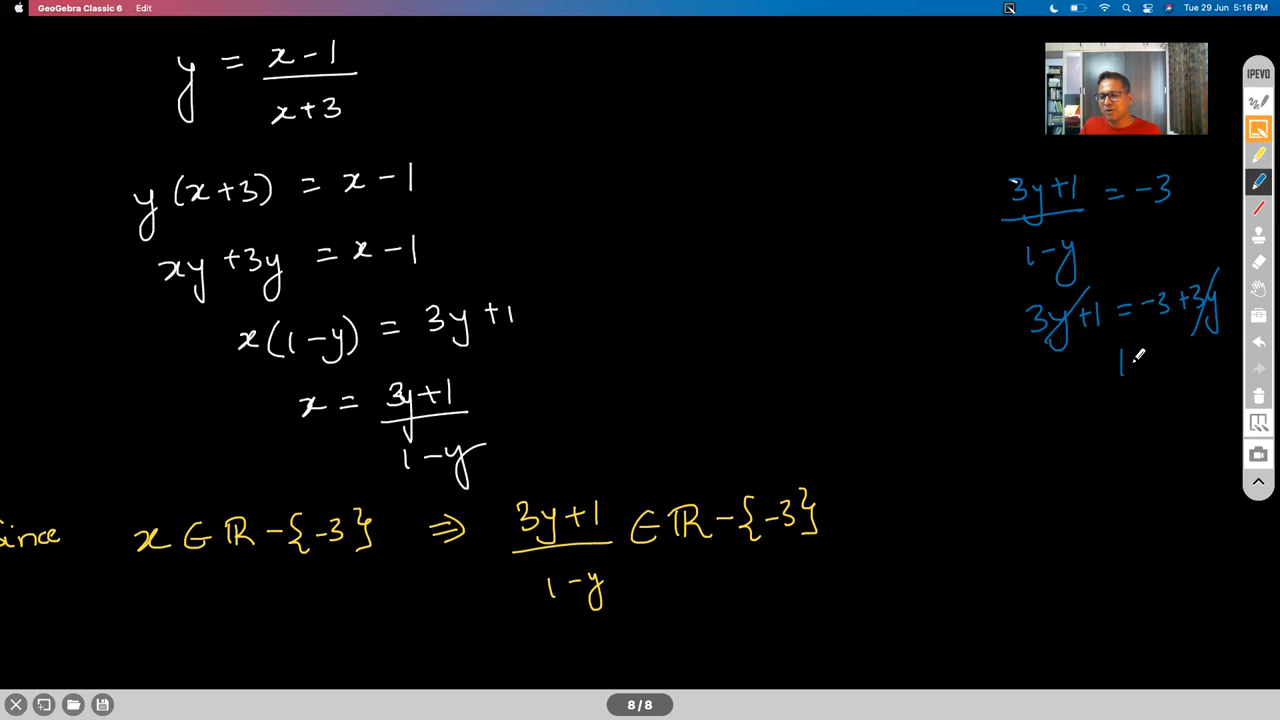 GeoGebra Classic 6 Edit
Tue 29 Jun 5:16 PM
IPEVO
y = x-1
x+3
y(x+3) = x-1
xy +3y = x-1
x(1-y) = 3y+1
x = 3y+1
1-y
since x ∈ ℝ-{-3} ⇒ 3y+1 ∈ ℝ-{-3}
1-y
3y+1 = -3
1-y
3y+1 = -3+3y
1
8/8